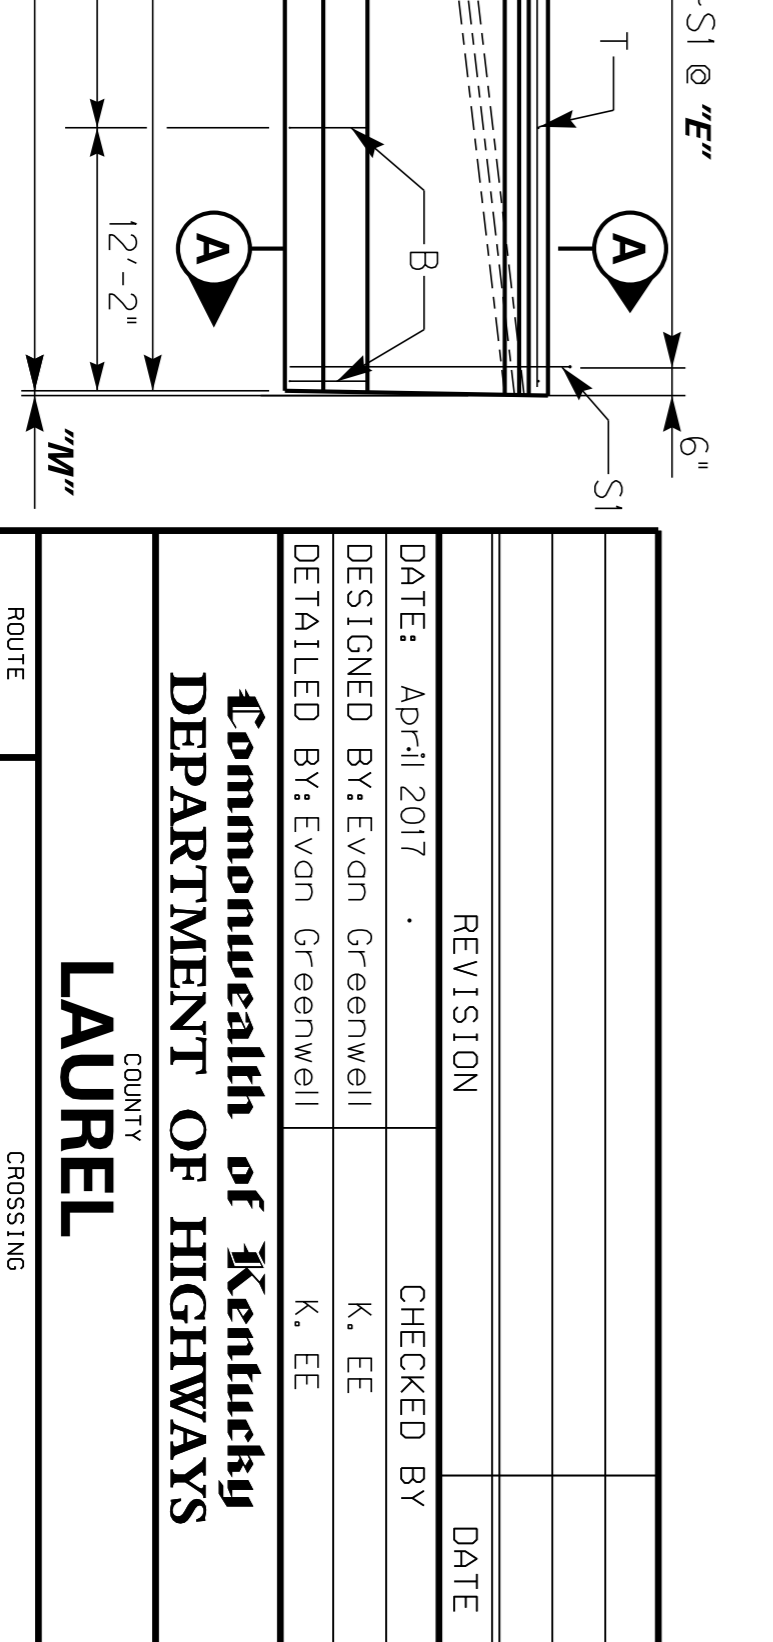 -S1 @ "E"
T
A
6"
S1
B
12'-2"
A
"M"
REVISION DATE
DATE: April 2017 . CHECKED BY
DESIGNED BY: Evan Greenwell K. EE
DETAILED BY: Evan Greenwell K. EE
Commonwealth of Kentucky
DEPARTMENT OF HIGHWAYS
COUNTY
LAUREL
ROUTE CROSSING